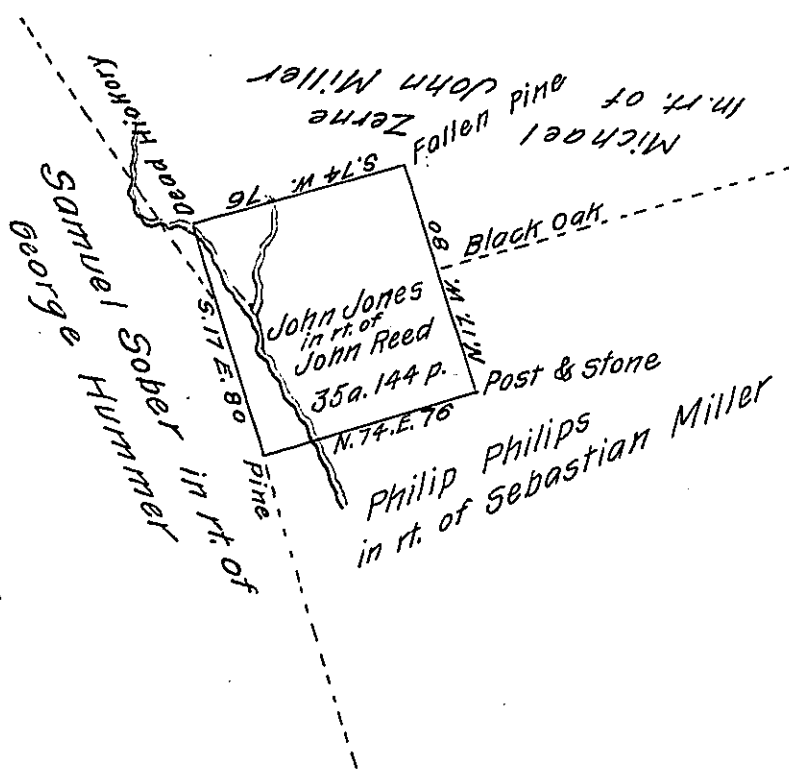 Dead Hickory
Michael Zerne
In rt. of John Miller
Fallen Pine
S. 74 W. 76
Black Oak
80
N. 17. W.
John Jones
in rt. of
John Reed
35a. 144 p.
S. 17 E. 80
Post & Stone
N. 74. E. 76
Pine
Philip Philips
in rt. of Sebastian Miller
Samuel Sober in rt. of
George Hummer